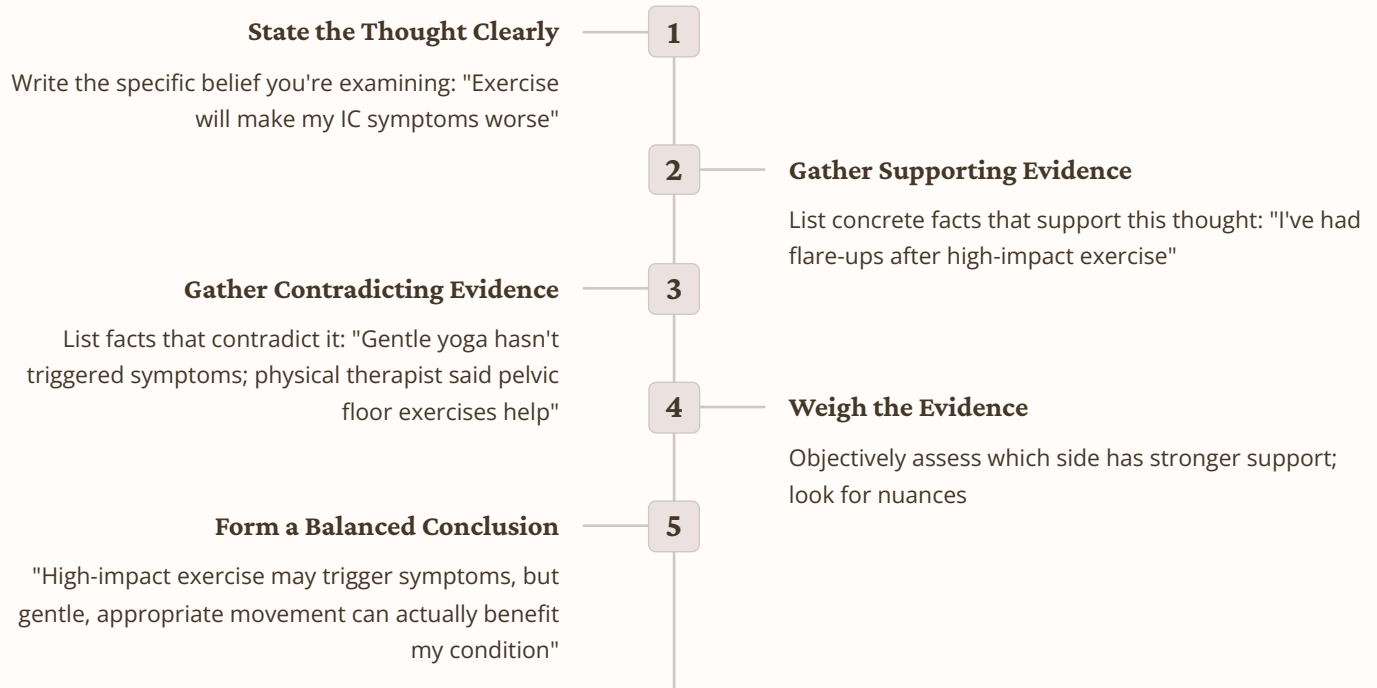 State the Thought Clearly
1
Write the specific belief you're examining: "Exercise
will make my IC symptoms worse"
2
Gather Supporting Evidence
List concrete facts that support this thought: "I've had
flare-ups after high-impact exercise"
Gather Contradicting Evidence
3
List facts that contradict it: "Gentle yoga hasn't
triggered symptoms; physical therapist said pelvic
floor exercises help"
4
Weigh the Evidence
Objectively assess which side has stronger support;
look for nuances
Form a Balanced Conclusion
5
"High-impact exercise may trigger symptoms, but
gentle, appropriate movement can actually benefit
my condition"